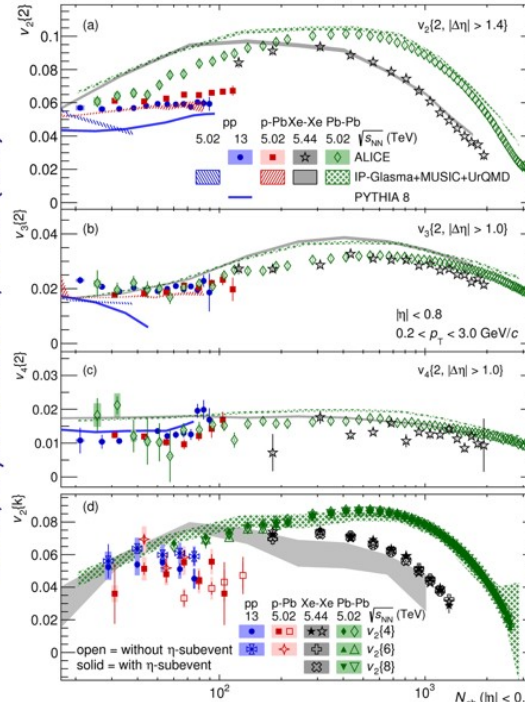 v₂{2}
(a)
v₂{2, |Δη| > 1.4}
0.1
0.08
0.06
0.04
0.02
0
pp p-Pb Xe-Xe Pb-Pb
5.02 13 5.02 5.44 5.02 √sNN (TeV)
ALICE
IP-Glasma+MUSIC+UrQMD
PYTHIA 8
v₃{2}
(b)
v₃{2, |Δη| > 1.0}
0.04
0.02
0
|η| < 0.8
0.2 < pT < 3.0 GeV/c
v₄{2}
(c)
v₄{2, |Δη| > 1.0}
0.03
0.02
0.01
0
v₂{k}
(d)
0.08
0.06
0.04
0.02
0
pp p-Pb Xe-Xe Pb-Pb
13 5.02 5.44 5.02 √sNN (TeV)
v₂{4}
v₂{6}
v₂{8}
open = without η-subevent
solid = with η-subevent
10² 10³
(|η| < 0.